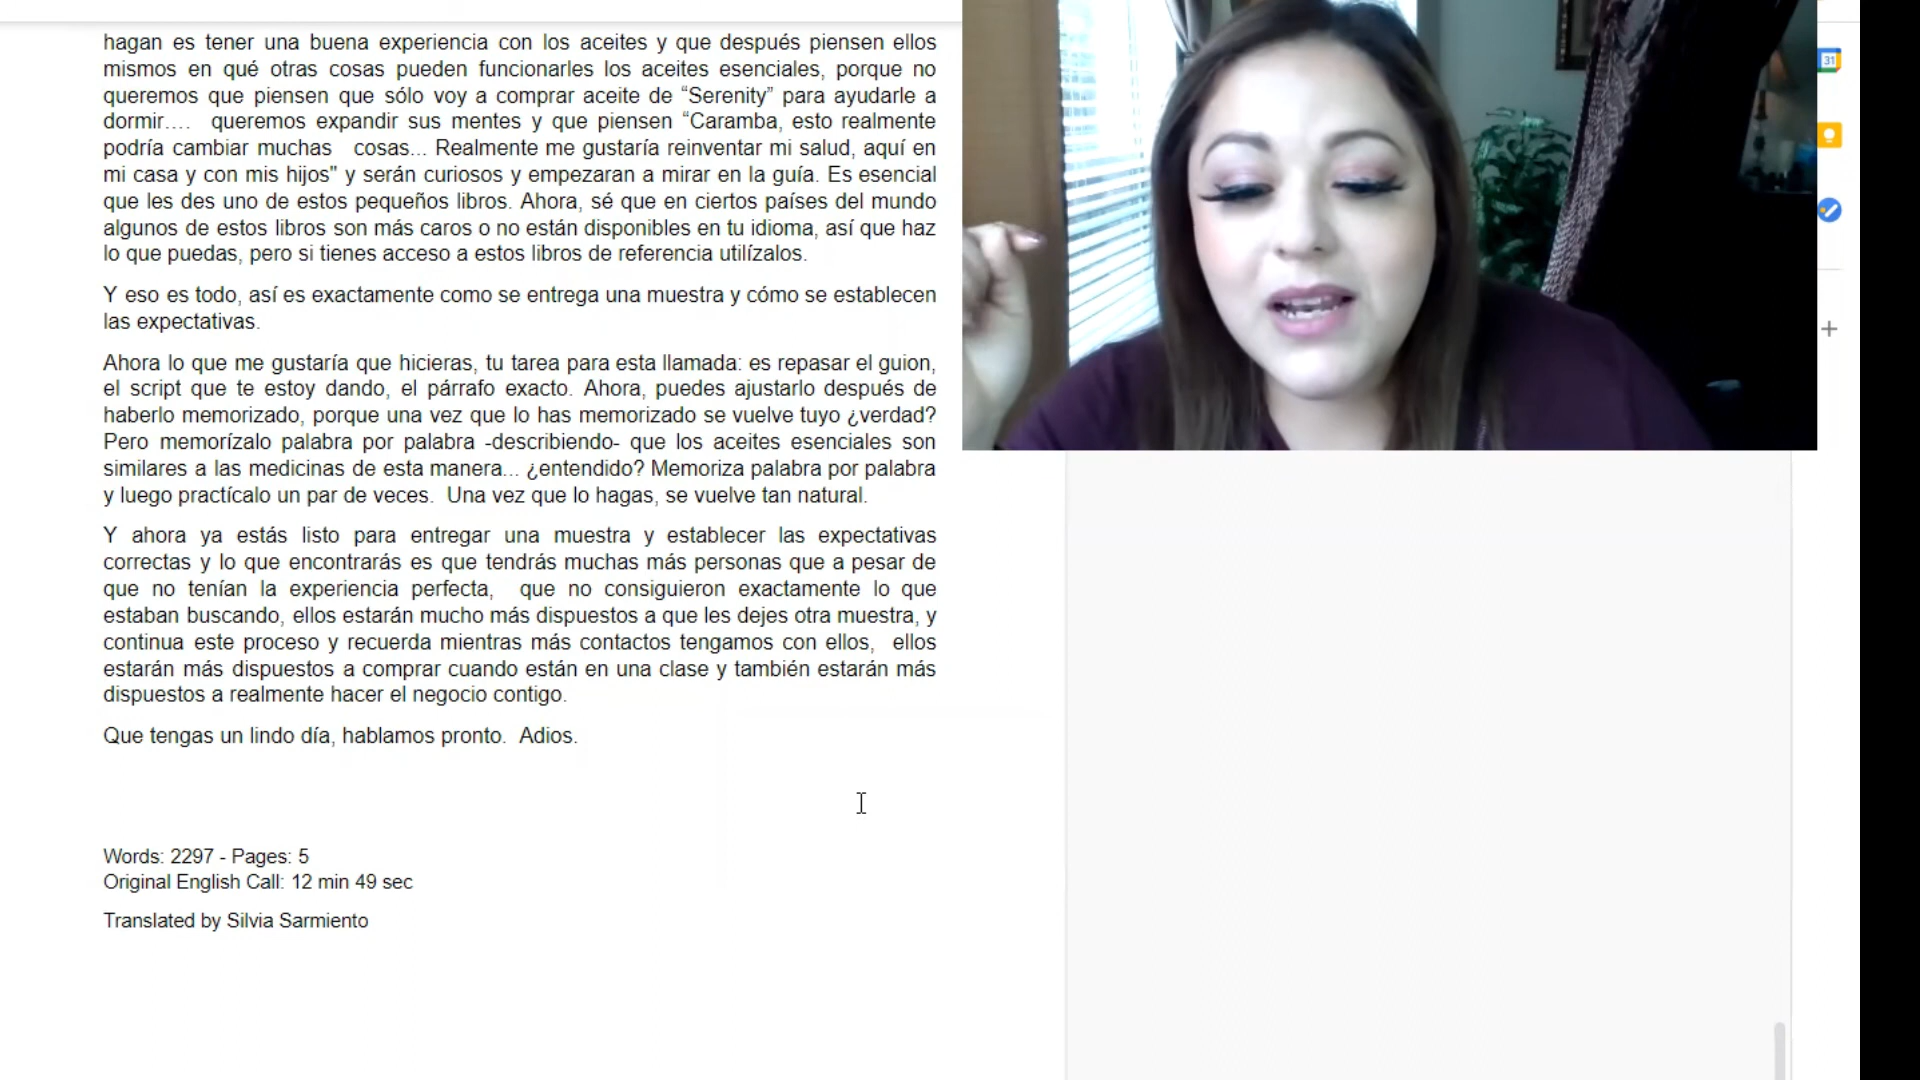 hagan es tener una buena experiencia con los aceites y que después piensen ellos
mismos en qué otras cosas pueden funcionarles los aceites esenciales, porque no
queremos que piensen que sólo voy a comprar aceite de “Serenity” para ayudarle a
dormir.... queremos expandir sus mentes y que piensen “Caramba, esto realmente
podría cambiar muchas cosas... Realmente me gustaría reinventar mi salud, aquí en
mi casa y con mis hijos" y serán curiosos y empezaran a mirar en la guía. Es esencial
que les des uno de estos pequeños libros. Ahora, sé que en ciertos países del mundo
algunos de estos libros son más caros o no están disponibles en tu idioma, así que haz
lo que puedas, pero si tienes acceso a estos libros de referencia utilízalos.
Y eso es todo, así es exactamente como se entrega una muestra y cómo se establecen
las expectativas.
Ahora lo que me gustaría que hicieras, tu tarea para esta llamada: es repasar el guion,
el script que te estoy dando, el párrafo exacto. Ahora, puedes ajustarlo después de
haberlo memorizado, porque una vez que lo has memorizado se vuelve tuyo ¿verdad?
Pero memorízalo palabra por palabra -describiendo- que los aceites esenciales son
similares a las medicinas de esta manera... ¿entendido? Memoriza palabra por palabra
y luego practícalo un par de veces. Una vez que lo hagas, se vuelve tan natural.
Y ahora ya estás listo para entregar una muestra y establecer las expectativas
correctas y lo que encontrarás es que tendrás muchas más personas que a pesar de
que no tenían la experiencia perfecta, que no consiguieron exactamente lo que
estaban buscando, ellos estarán mucho más dispuestos a que les dejes otra muestra, y
continua este proceso y recuerda mientras más contactos tengamos con ellos, ellos
estarán más dispuestos a comprar cuando están en una clase y también estarán más
dispuestos a realmente hacer el negocio contigo.
Que tengas un lindo día, hablamos pronto. Adios.
Words: 2297 - Pages: 5
Original English Call: 12 min 49 sec
Translated by Silvia Sarmiento
31